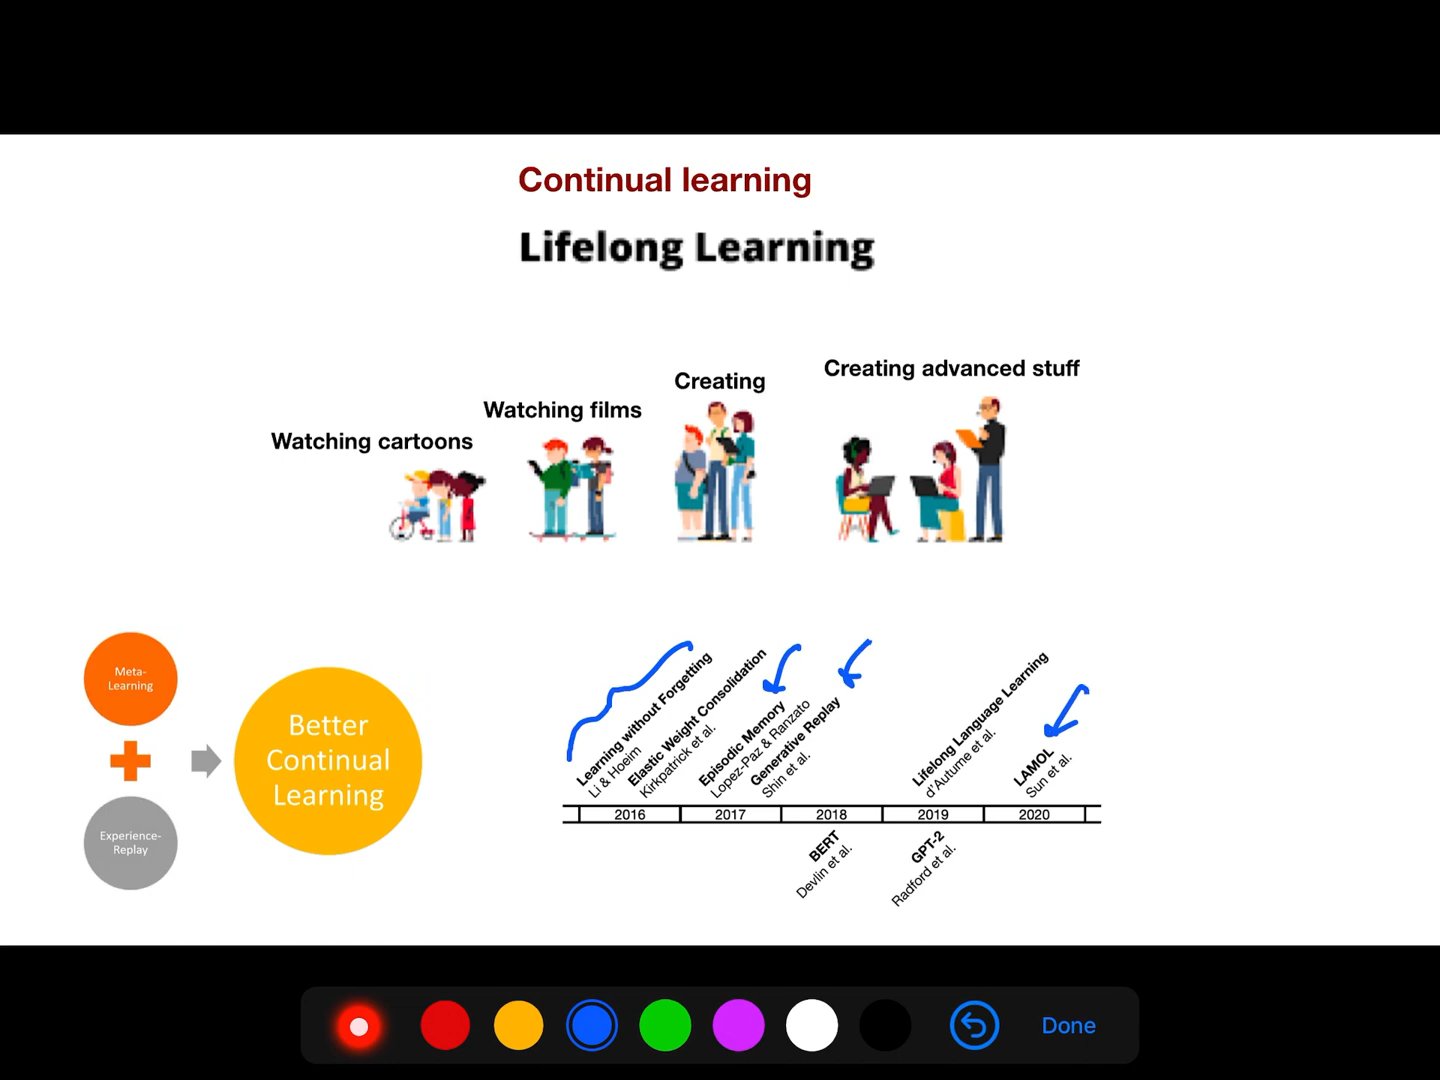 Continual learning
Lifelong Learning
Watching cartoons
Watching films
Creating
Creating advanced stuff
Meta-
Learning
Experience-
Replay
Better
Continual
Learning
Learning without Forgetting
Li & Hoeim
Elastic Weight Consolidation
Kirkpatrick et al.
Episodic Memory
Lopez-Paz & Ranzato
Generative Replay
Shin et al.
Lifelong Language Learning
d'Autume et al.
LAMOL
Sun et al.
2016
2017
2018
2019
2020
BERT
Devlin et al.
GPT-2
Radford et al.
Done